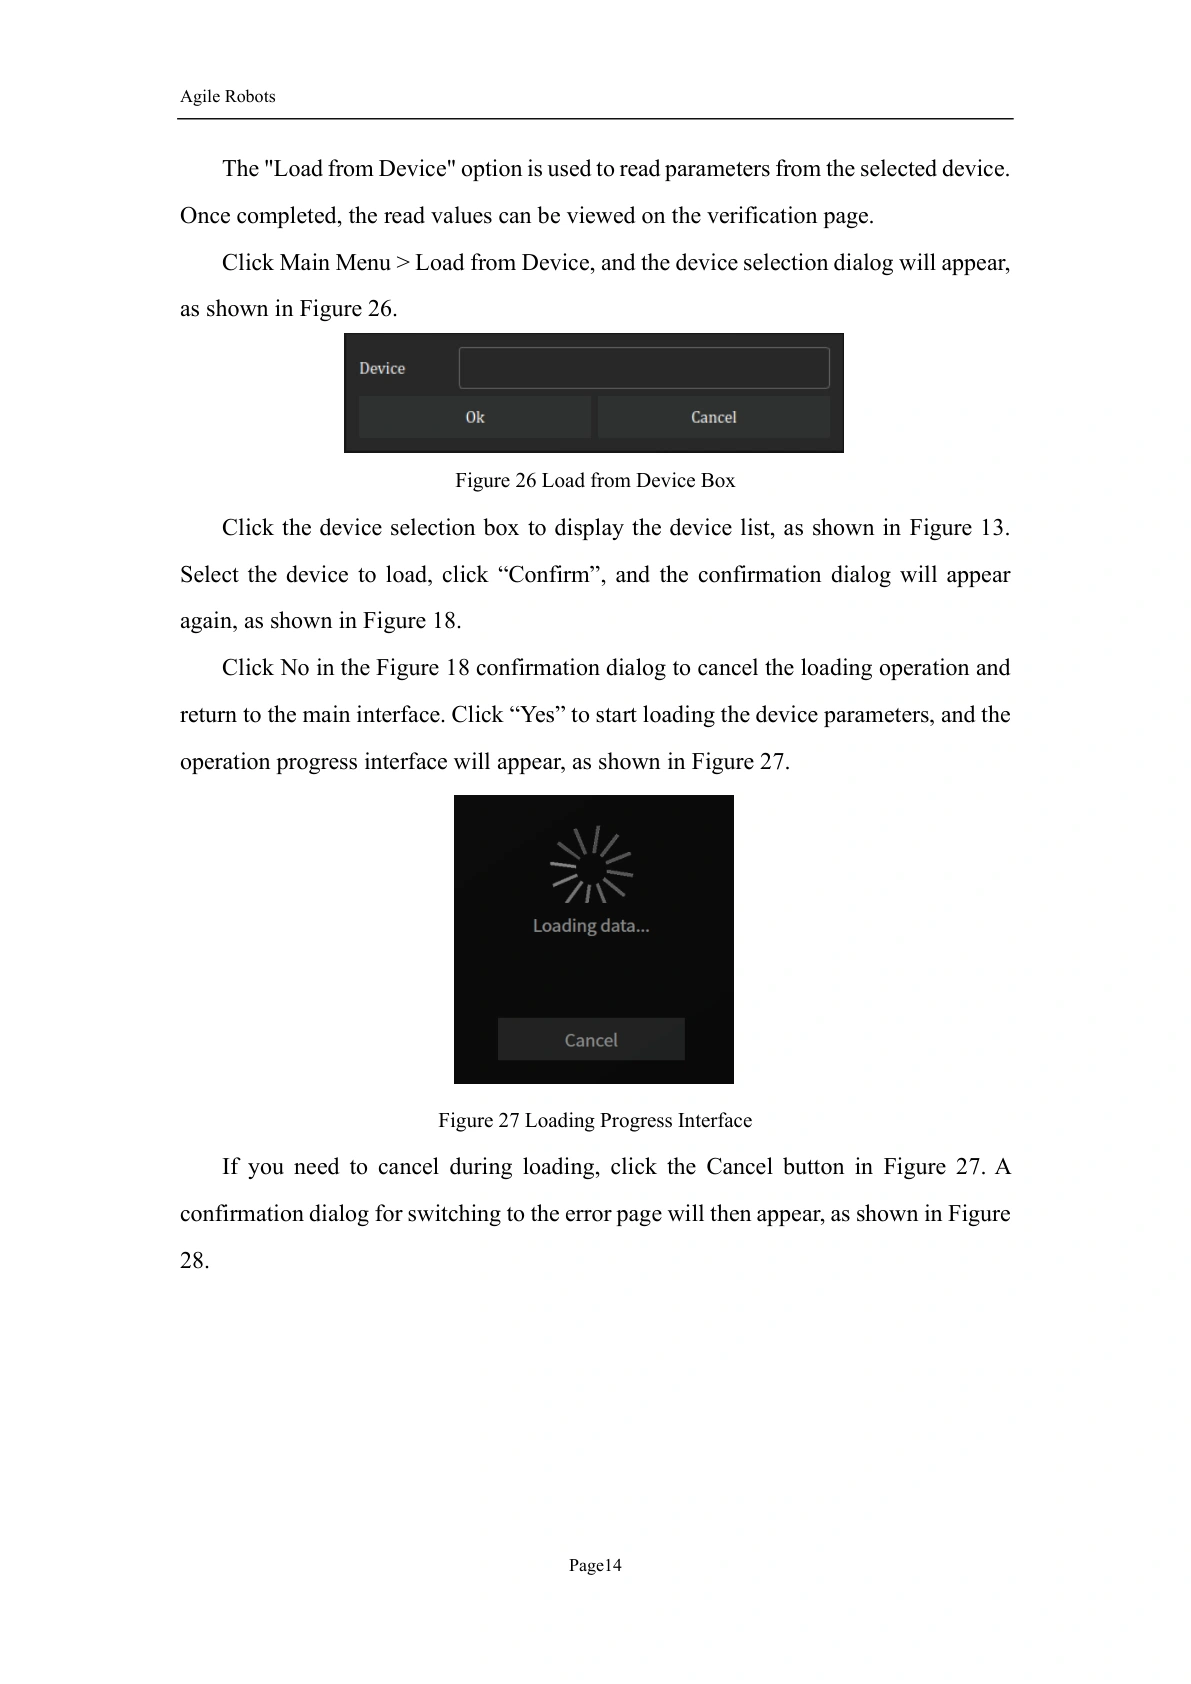 Agile Robots
The "Load from Device" option is used to read parameters from the selected device.
Once completed, the read values can be viewed on the verification page.
Click Main Menu > Load from Device, and the device selection dialog will appear,
as shown in Figure 26.
Device
Ok Cancel
Figure 26 Load from Device Box
Click the device selection box to display the device list, as shown in Figure 13.
Select the device to load, click “Confirm”, and the confirmation dialog will appear
again, as shown in Figure 18.
Click No in the Figure 18 confirmation dialog to cancel the loading operation and
return to the main interface. Click “Yes” to start loading the device parameters, and the
operation progress interface will appear, as shown in Figure 27.
Loading data...
Cancel
Figure 27 Loading Progress Interface
If you need to cancel during loading, click the Cancel button in Figure 27. A
confirmation dialog for switching to the error page will then appear, as shown in Figure
28.
Page14